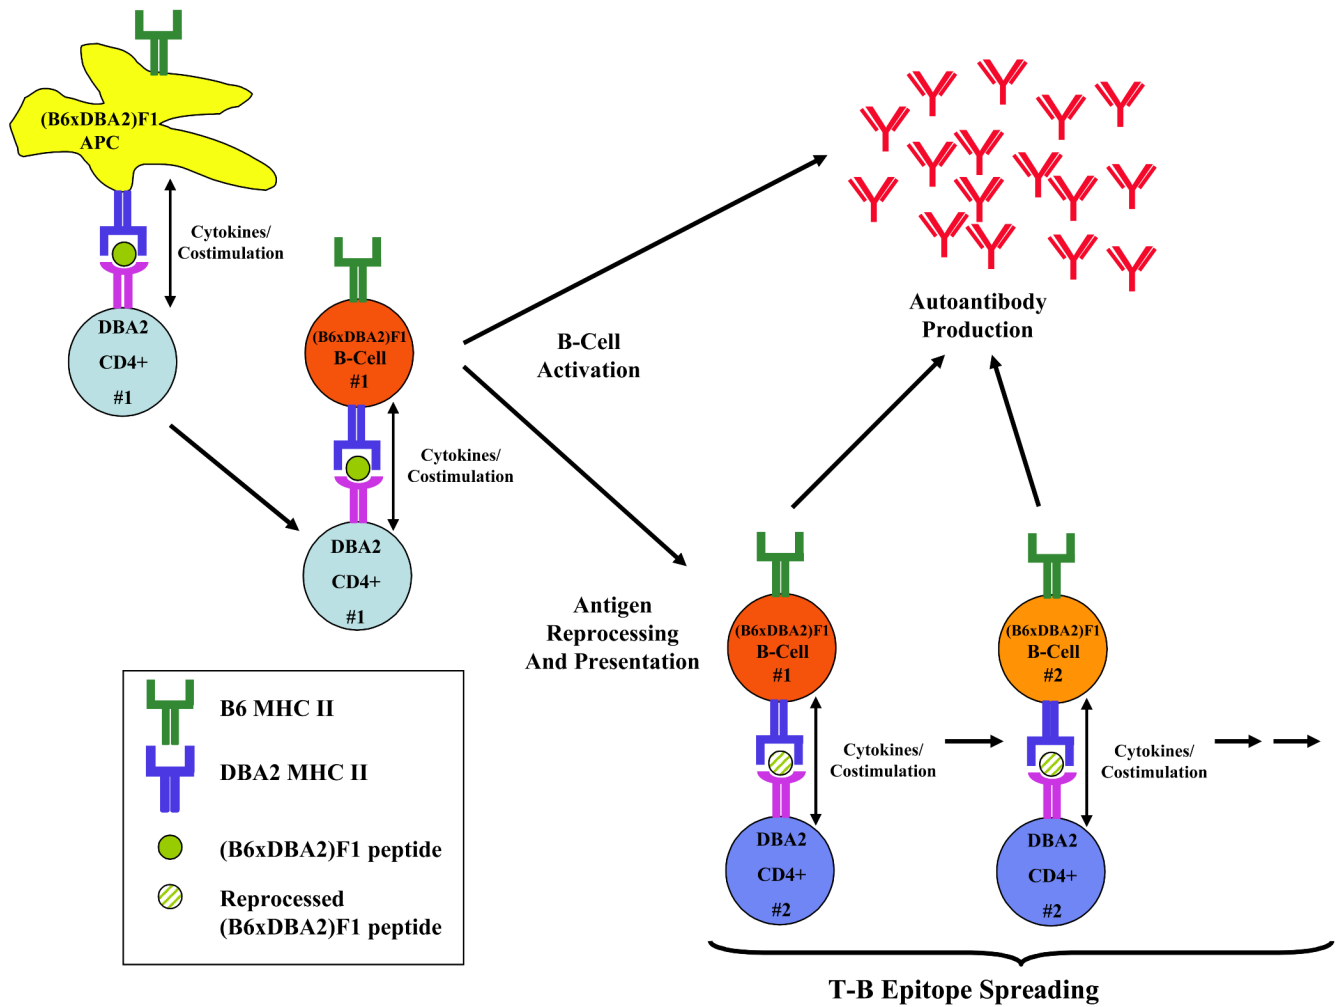 (B6xDBA2)F1
APC
Cytokines/
Costimulation
DBA2
CD4+
#1
(B6xDBA2)F1
B-Cell
#1
Cytokines/
Costimulation
DBA2
CD4+
#1
B-Cell
Activation
Autoantibody
Production
Antigen
Reprocessing
And Presentation
(B6xDBA2)F1
B-Cell
#1
Cytokines/
Costimulation
DBA2
CD4+
#2
(B6xDBA2)F1
B-Cell
#2
Cytokines/
Costimulation
DBA2
CD4+
#2
T-B Epitope Spreading
B6 MHC II
DBA2 MHC II
(B6xDBA2)F1 peptide
Reprocessed
(B6xDBA2)F1 peptide